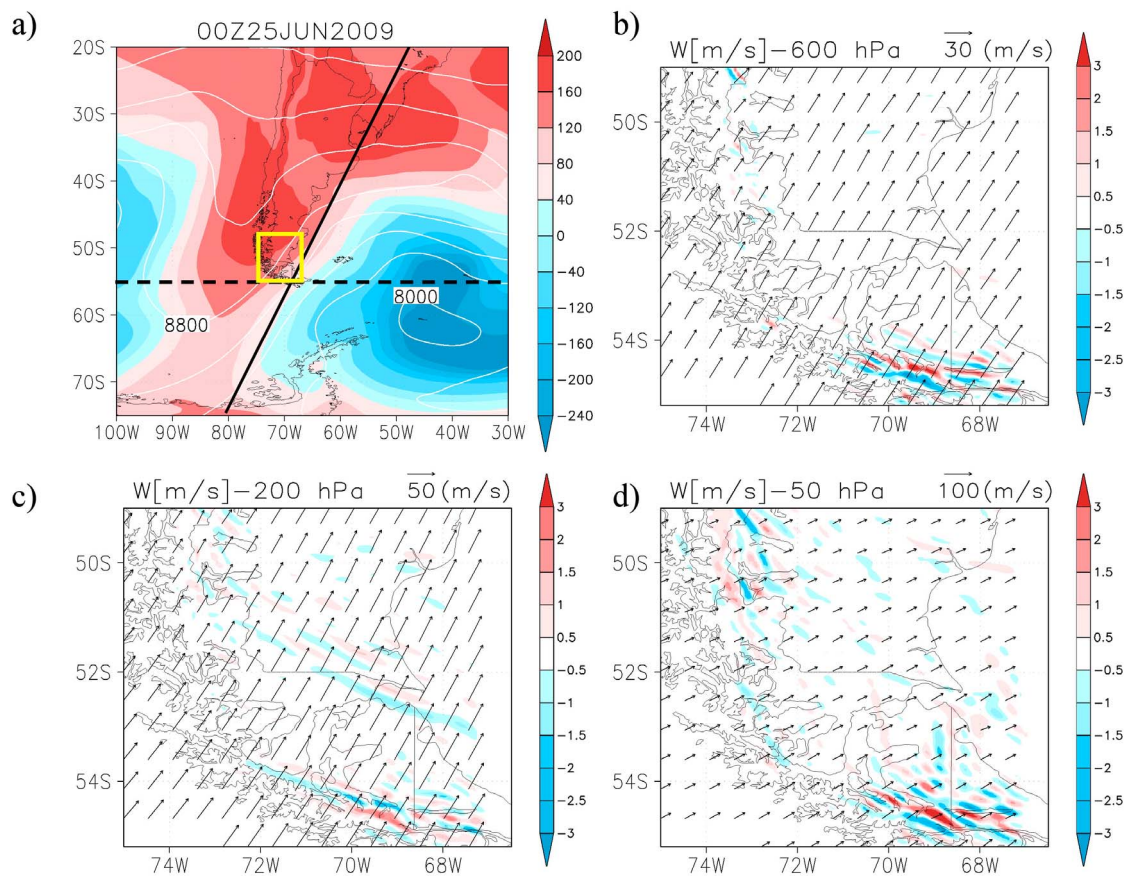 a)
00Z25JUN2009
20S
30S
40S
50S
60S
70S
100W 90W 80W 70W 60W 50W 40W 30W
8800
8000
200
160
120
80
40
0
-40
-80
-120
-160
-200
-240
b)
W[m/s]-600 hPa 30 (m/s)
50S
52S
54S
74W 72W 70W 68W
3
2
1.5
1
0.5
-0.5
-1
-1.5
-2
-2.5
-3
c)
W[m/s]-200 hPa 50 (m/s)
50S
52S
54S
74W 72W 70W 68W
3
2
1.5
1
0.5
-0.5
-1
-1.5
-2
-2.5
-3
d)
W[m/s]-50 hPa 100 (m/s)
50S
52S
54S
74W 72W 70W 68W
3
2
1.5
1
0.5
-0.5
-1
-1.5
-2
-2.5
-3